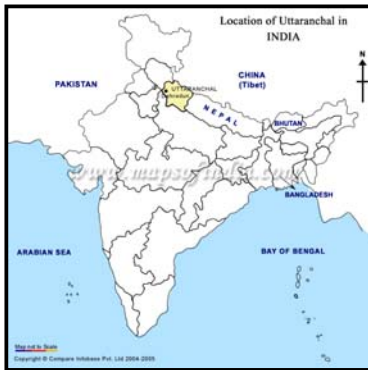 Location of Uttaranchal in
INDIA
N
PAKISTAN
CHINA
(Tibet)
UTTARANCHAL
Dehradun
NEPAL
BHUTAN
www.mapsofindia.com
BANGLADESH
ARABIAN SEA
BAY OF BENGAL
Map not to Scale
Copyright © Compare Infobase Pvt. Ltd 2004-2005